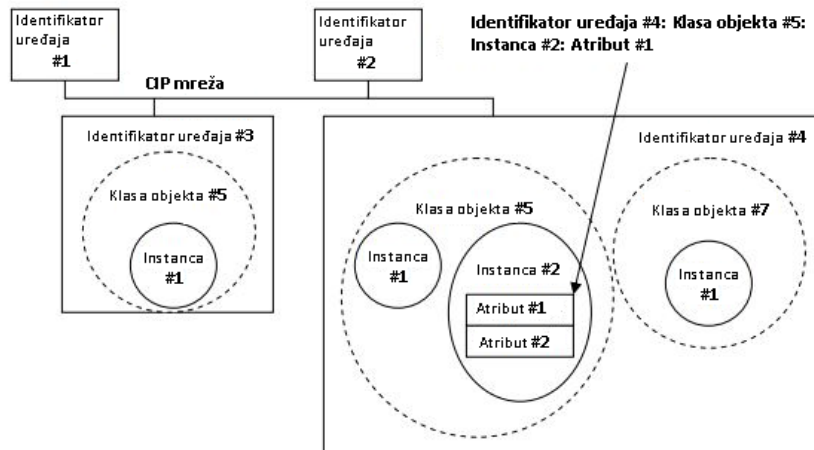 Identifikator
uređaja
#1
Identifikator
uređaja
#2
Identifikator uređaja #4: Klasa objekta #5:
Instanca #2: Atribut #1
CIP mreža
Identifikator uređaja #3
Klasa objekta #5
Instanca
#1
Identifikator uređaja #4
Klasa objekta #5
Instanca
#1
Instanca #2
Atribut #1
Atribut #2
Klasa objekta #7
Instanca
#1